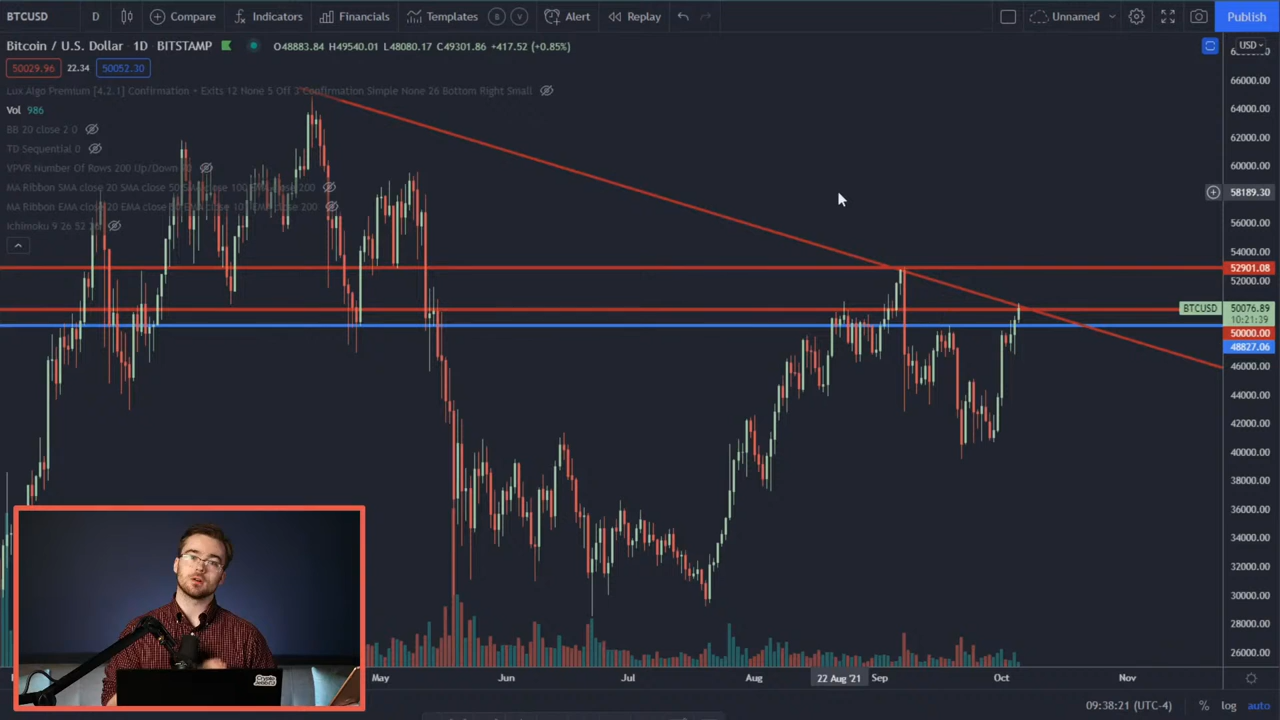 BTCUSD D Compare Indicators Financials Templates B V Alert Replay Unnamed Publish
Bitcoin / U.S. Dollar 1D BITSTAMP O48883.84 H49540.01 L48080.17 C49301.86 +417.52 (+0.85%) USD
50029.96 22.34 50052.30
66000.00
Lux Algo Premium [4.2.1] Confirmation + Exits 12 None 5 Off 3 Confirmation Simple None 26 Bottom Right Small
64000.00
Vol 986
BB 20 close 2 0
62000.00
TD Sequential 0
60000.00
VPVR Number Of Rows 200 Up/Down
MA Ribbon SMA close 20 SMA close 50 SMA close 100 close 200
58189.30
MA Ribbon EMA close 20 EMA close EMA close 200
56000.00
Ichimoku 9 26 52
54000.00
52901.08
52000.00
BTCUSD 50076.89
10:21:39
50000.00
48827.06
46000.00
44000.00
42000.00
40000.00
38000.00
36000.00
34000.00
32000.00
30000.00
28000.00
26000.00
May Jun Jul Aug 22 Aug '21 Sep Oct Nov
09:38:21 (UTC-4) % log auto